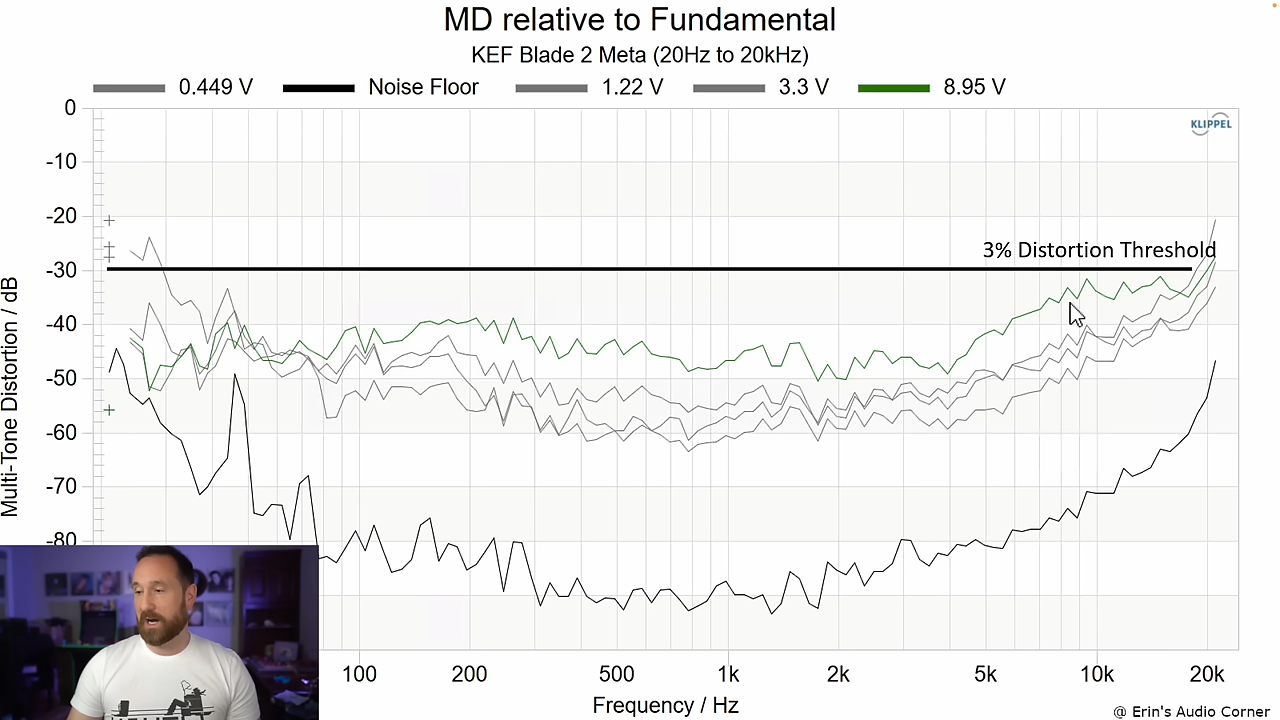 MD relative to Fundamental
KEF Blade 2 Meta (20Hz to 20kHz)
0.449 V Noise Floor 1.22 V 3.3 V 8.95 V
KLIPPEL
3% Distortion Threshold
Multi-Tone Distortion / dB
0
-10
-20
-30
-40
-50
-60
-70
-80
100 200 500 1k 2k 5k 10k 20k
Frequency / Hz
@ Erin's Audio Corner